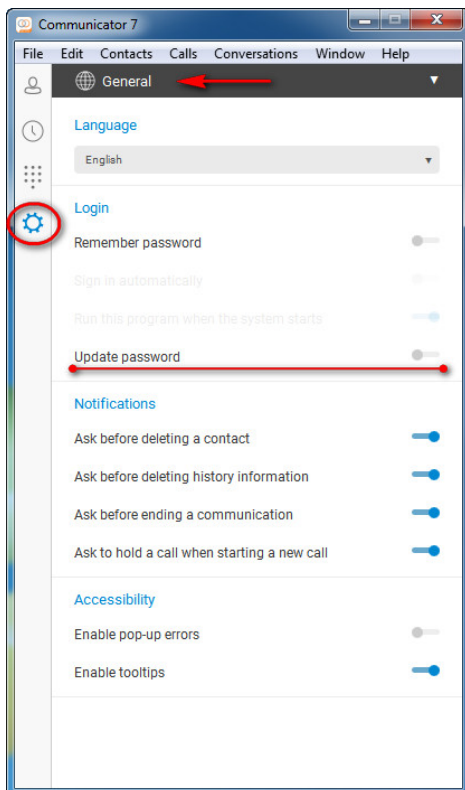 Communicator 7
File Edit Contacts Calls Conversations Window Help
General
Language
English
Login
Remember password
Sign in automatically
Run this program when the system starts
Update password
Notifications
Ask before deleting a contact
Ask before deleting history information
Ask before ending a communication
Ask to hold a call when starting a new call
Accessibility
Enable pop-up errors
Enable tooltips